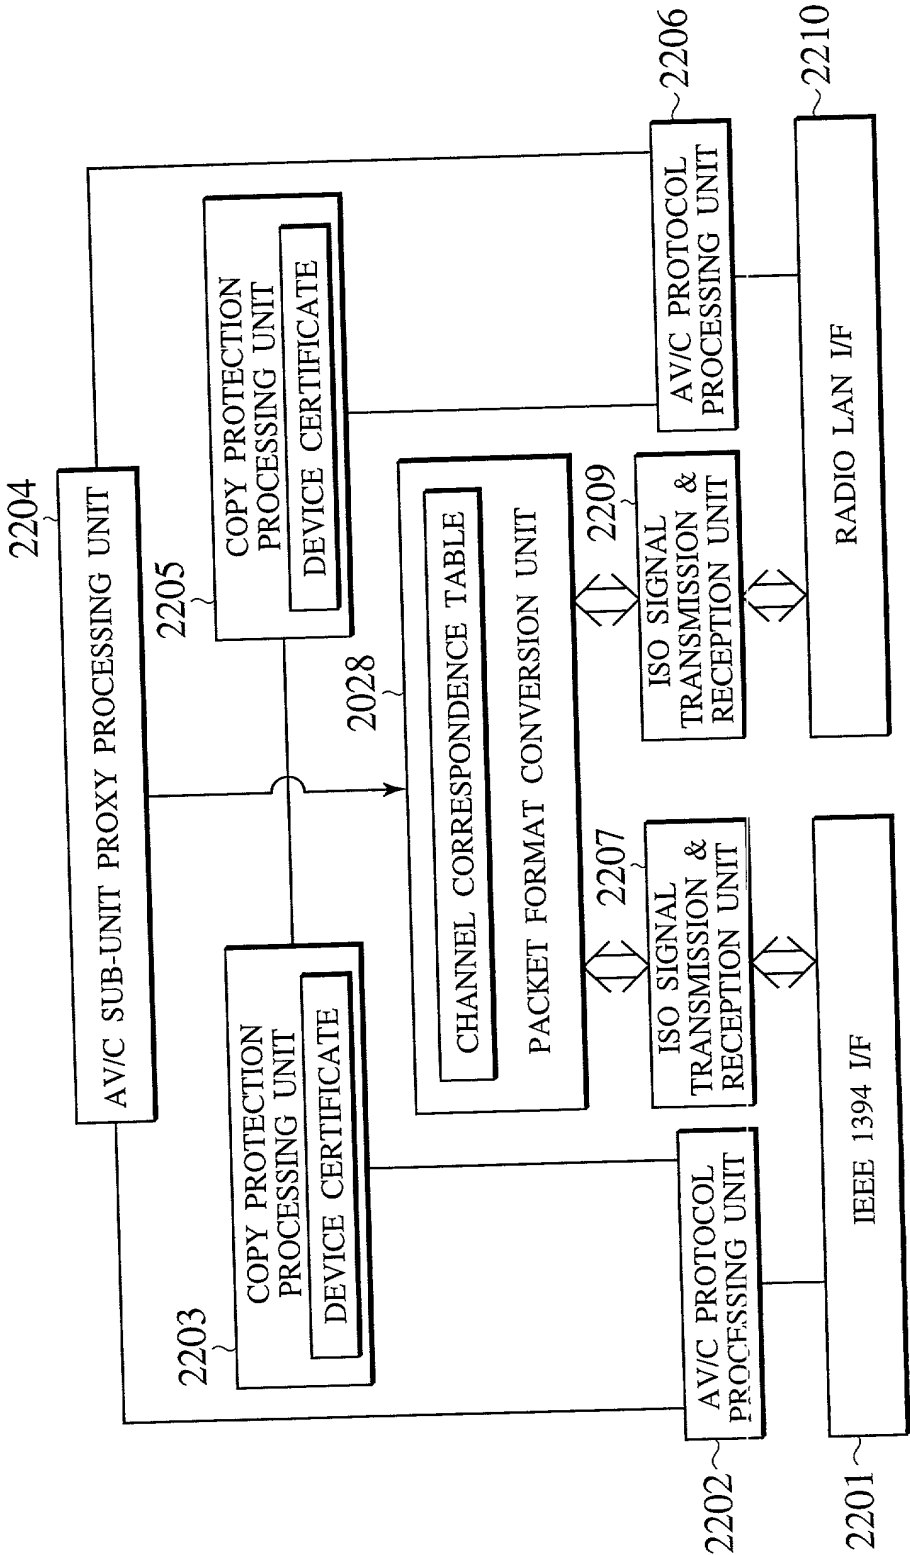 2204
AV/C SUB-UNIT PROXY PROCESSING UNIT
2203
COPY PROTECTION
PROCESSING UNIT
DEVICE CERTIFICATE
2205
COPY PROTECTION
PROCESSING UNIT
DEVICE CERTIFICATE
2028
CHANNEL CORRESPONDENCE TABLE
PACKET FORMAT CONVERSION UNIT
2202
AV/C PROTOCOL
PROCESSING UNIT
2207
ISO SIGNAL
TRANSMISSION &
RECEPTION UNIT
2209
ISO SIGNAL
TRANSMISSION &
RECEPTION UNIT
2206
AV/C PROTOCOL
PROCESSING UNIT
2201
IEEE 1394 I/F
2210
RADIO LAN I/F